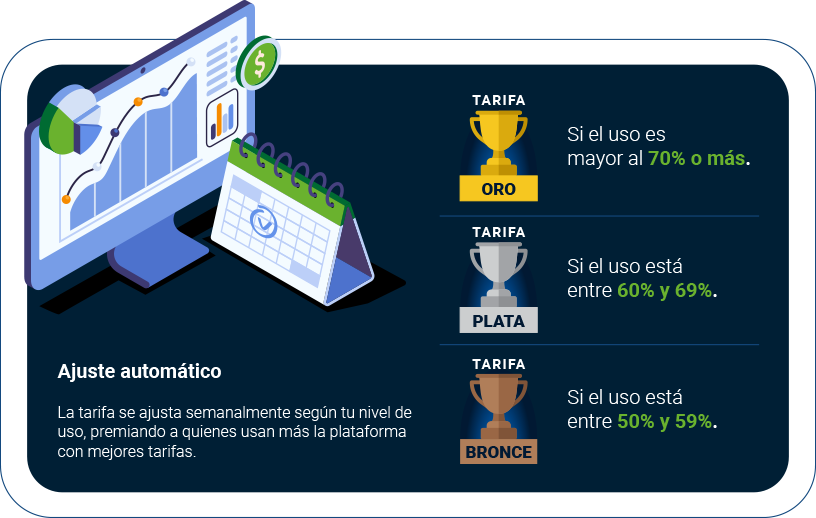 TARIFA
ORO
Si el uso es
mayor al 70% o más.
TARIFA
PLATA
Si el uso está
entre 60% y 69%.
TARIFA
BRONCE
Si el uso está
entre 50% y 59%.
Ajuste automático
La tarifa se ajusta semanalmente según tu nivel de
uso, premiando a quienes usan más la plataforma
con mejores tarifas.
$